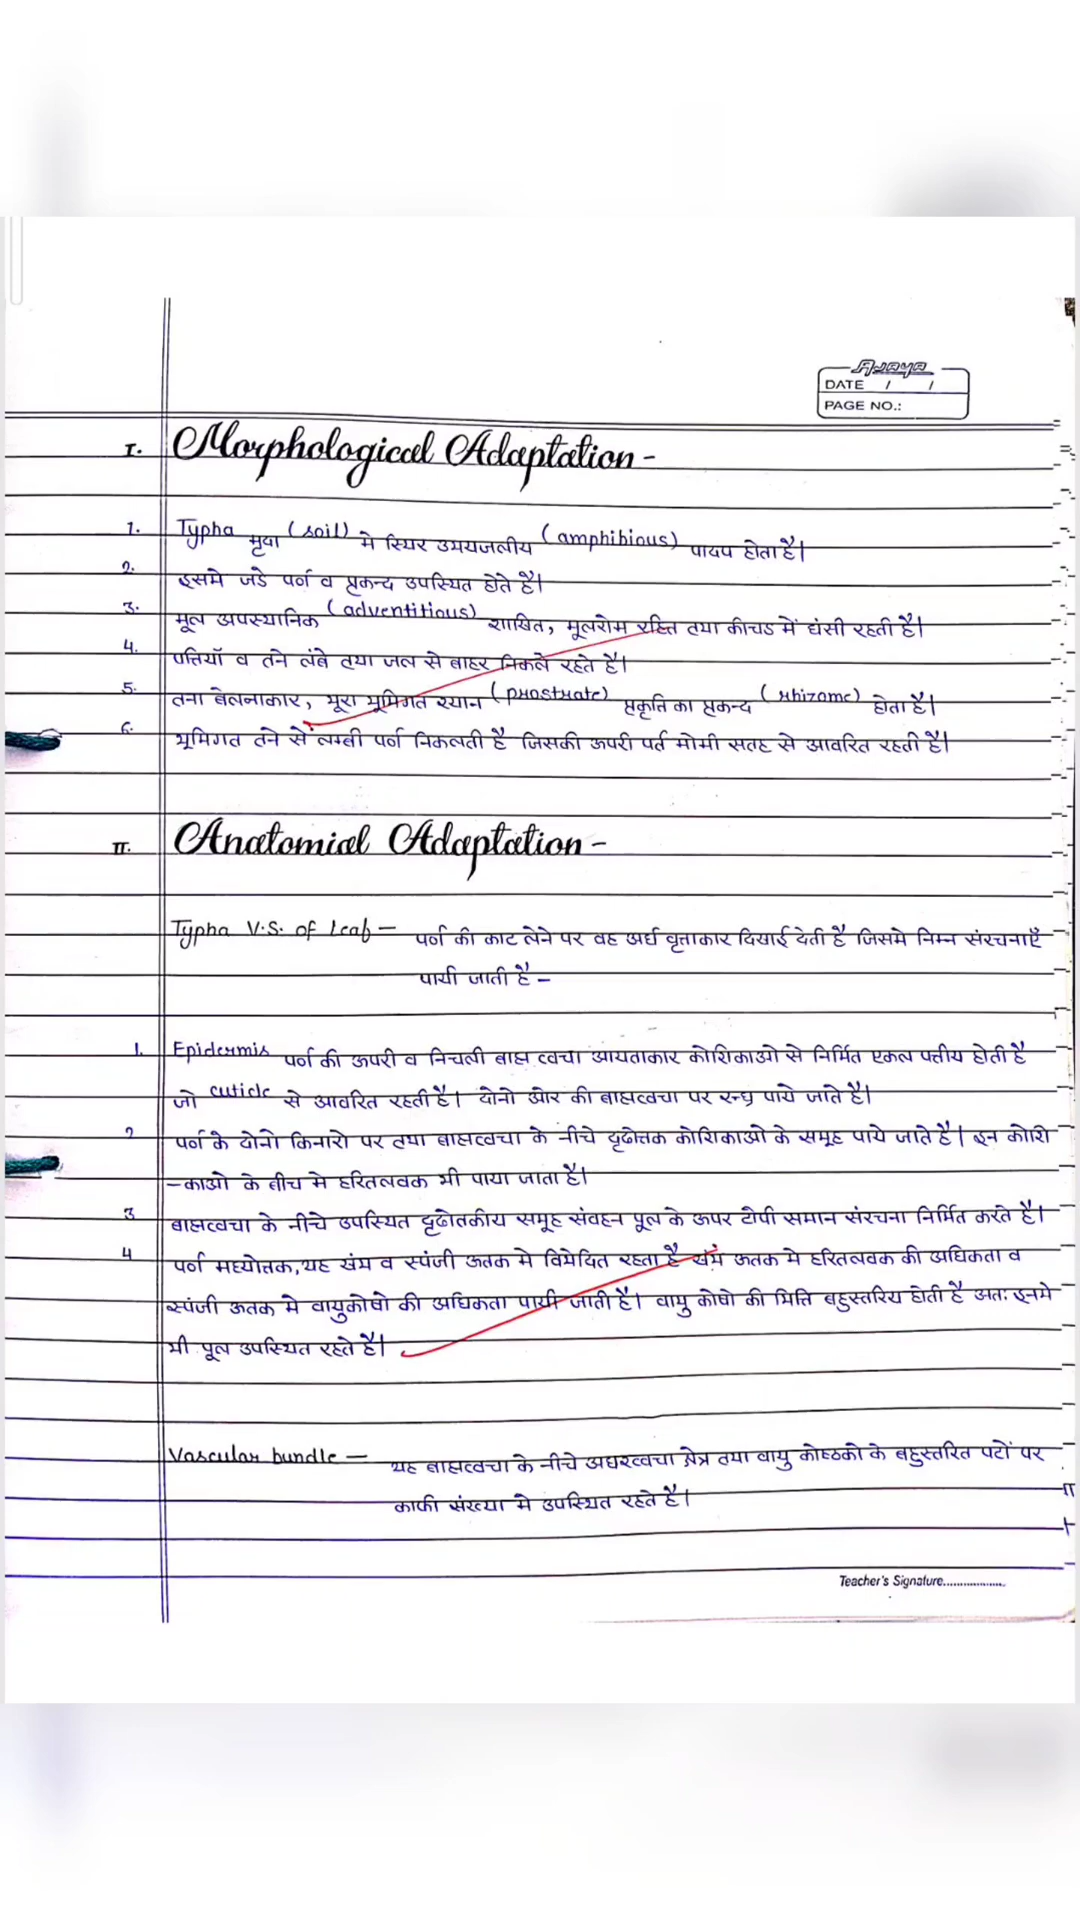 Ajaya
DATE / /
PAGE NO.:
I. Morphological Adaptation -
1. Typha मृदा (soil) मे स्थिर उभयजलीय (amphibious) पादप होता है।
2. इसमे जडे पर्ण व प्रकन्द उपस्थित होते है।
3. मूल अपस्थानिक (adventitious) शाखित, मूलरोम रहित तथा कीचड में धंसी रहती है।
4. पत्तियाँ व तने लंबे तथा जल से बाहर निकले रहते है।
5. तना बेलनाकार, भूरा भूमिगत श्यान (prostrate) प्रकृति का प्रकन्द (rhizome) होता है।
6. भूमिगत तने से लम्बी पर्ण निकलती है जिसकी ऊपरी पर्त मोमी सतह से आवरित रहती है।
II. Anatomial Adaptation -
Typha V.S. of leaf - पर्ण की काट लेने पर वह अर्ध वृत्ताकार दिखाई देती है जिसमे निम्न संरचनाएँ
पायी जाती है -
1. Epidermis पर्ण की ऊपरी व निचली बाह्य त्वचा आयताकार कोशिकाओ से निर्मित एकल पत्तीय होती है
जो cuticle से आवरित रहती है। दोनो ओर की बाह्यत्वचा पर रन्ध्र पाये जाते है।
2 पर्ण के दोनो किनारो पर तथा बाह्यत्वचा के नीचे दृढोत्तक कोशिकाओ के समूह पाये जाते है। इन कोशि
-काओ के बीच मे हरितलवक भी पाया जाता है।
3 बाह्यत्वचा के नीचे उपस्थित दृढोतकीय समूह संवहन पूल के ऊपर टोपी समान संरचना निर्मित करते है।
4 पर्ण मध्योत्तक, यह खंभ व स्पंजी ऊतक मे विभेदित रहता है खंभ ऊतक मे हरितलवक की अधिकता व
स्पंजी ऊतक मे वायुकोषो की अधिकता पायी जाती है। वायु कोषो की भिति बहुस्तरिय होती है अतः इनमे
भी पूल उपस्थित रहते है।
Vascular bundle - यह बाह्यत्वचा के नीचे अधरत्वचा क्षेत्र तथा वायु कोष्ठको के बहुस्तरित पटों पर
काफी संख्या मे उपस्थित रहते है।
Teacher's Signature..................